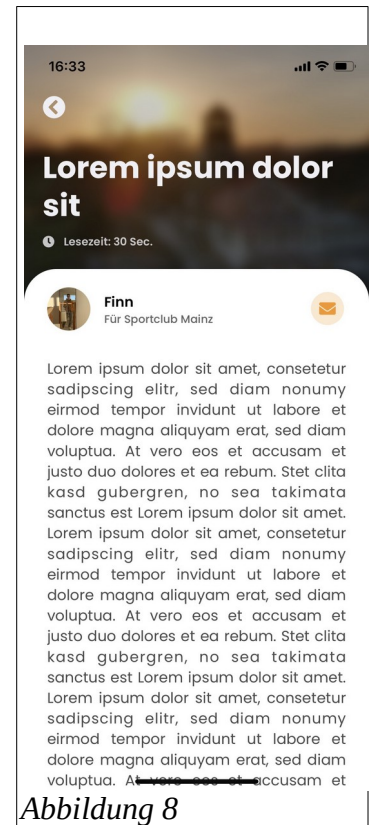 16:33
Lorem ipsum dolor
sit
Lesezeit: 30 Sec.
Finn
Für Sportclub Mainz
Lorem ipsum dolor sit amet, consetetur
sadipscing elitr, sed diam nonumy
eirmod tempor invidunt ut labore et
dolore magna aliquyam erat, sed diam
voluptua. At vero eos et accusam et
justo duo dolores et ea rebum. Stet clita
kasd gubergren, no sea takimata
sanctus est Lorem ipsum dolor sit amet.
Lorem ipsum dolor sit amet, consetetur
sadipscing elitr, sed diam nonumy
eirmod tempor invidunt ut labore et
dolore magna aliquyam erat, sed diam
voluptua. At vero eos et accusam et
justo duo dolores et ea rebum. Stet clita
kasd gubergren, no sea takimata
sanctus est Lorem ipsum dolor sit amet.
Lorem ipsum dolor sit amet, consetetur
sadipscing elitr, sed diam nonumy
eirmod tempor invidunt ut labore et
dolore magna aliquyam erat, sed diam
voluptua. At vero eos et accusam et
Abbildung 8